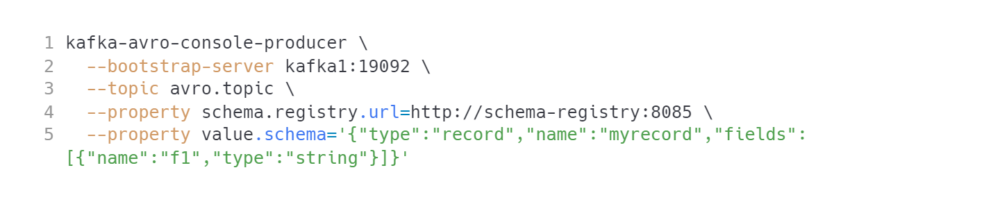 1 kafka-avro-console-producer \
2   --bootstrap-server kafka1:19092 \
3   --topic avro.topic \
4   --property schema.registry.url=http://schema-registry:8085 \
5   --property value.schema='{"type":"record","name":"myrecord","fields":
[{"name":"f1","type":"string"}]}'